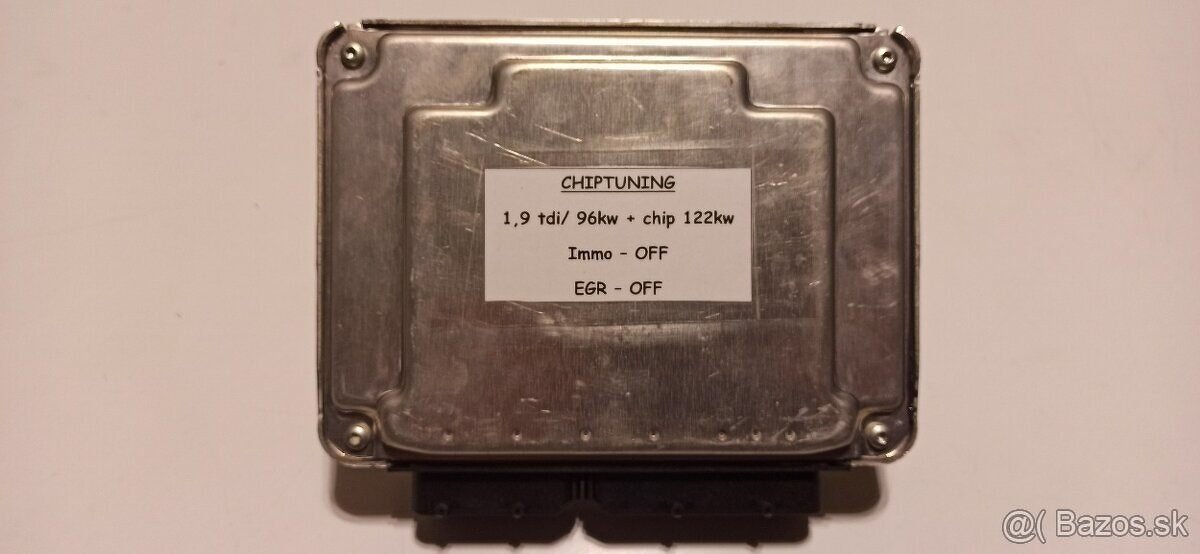 CHIPTUNING
1,9 tdi/ 96kw + chip 122kw
Immo - OFF
EGR - OFF
@( Bazos.sk